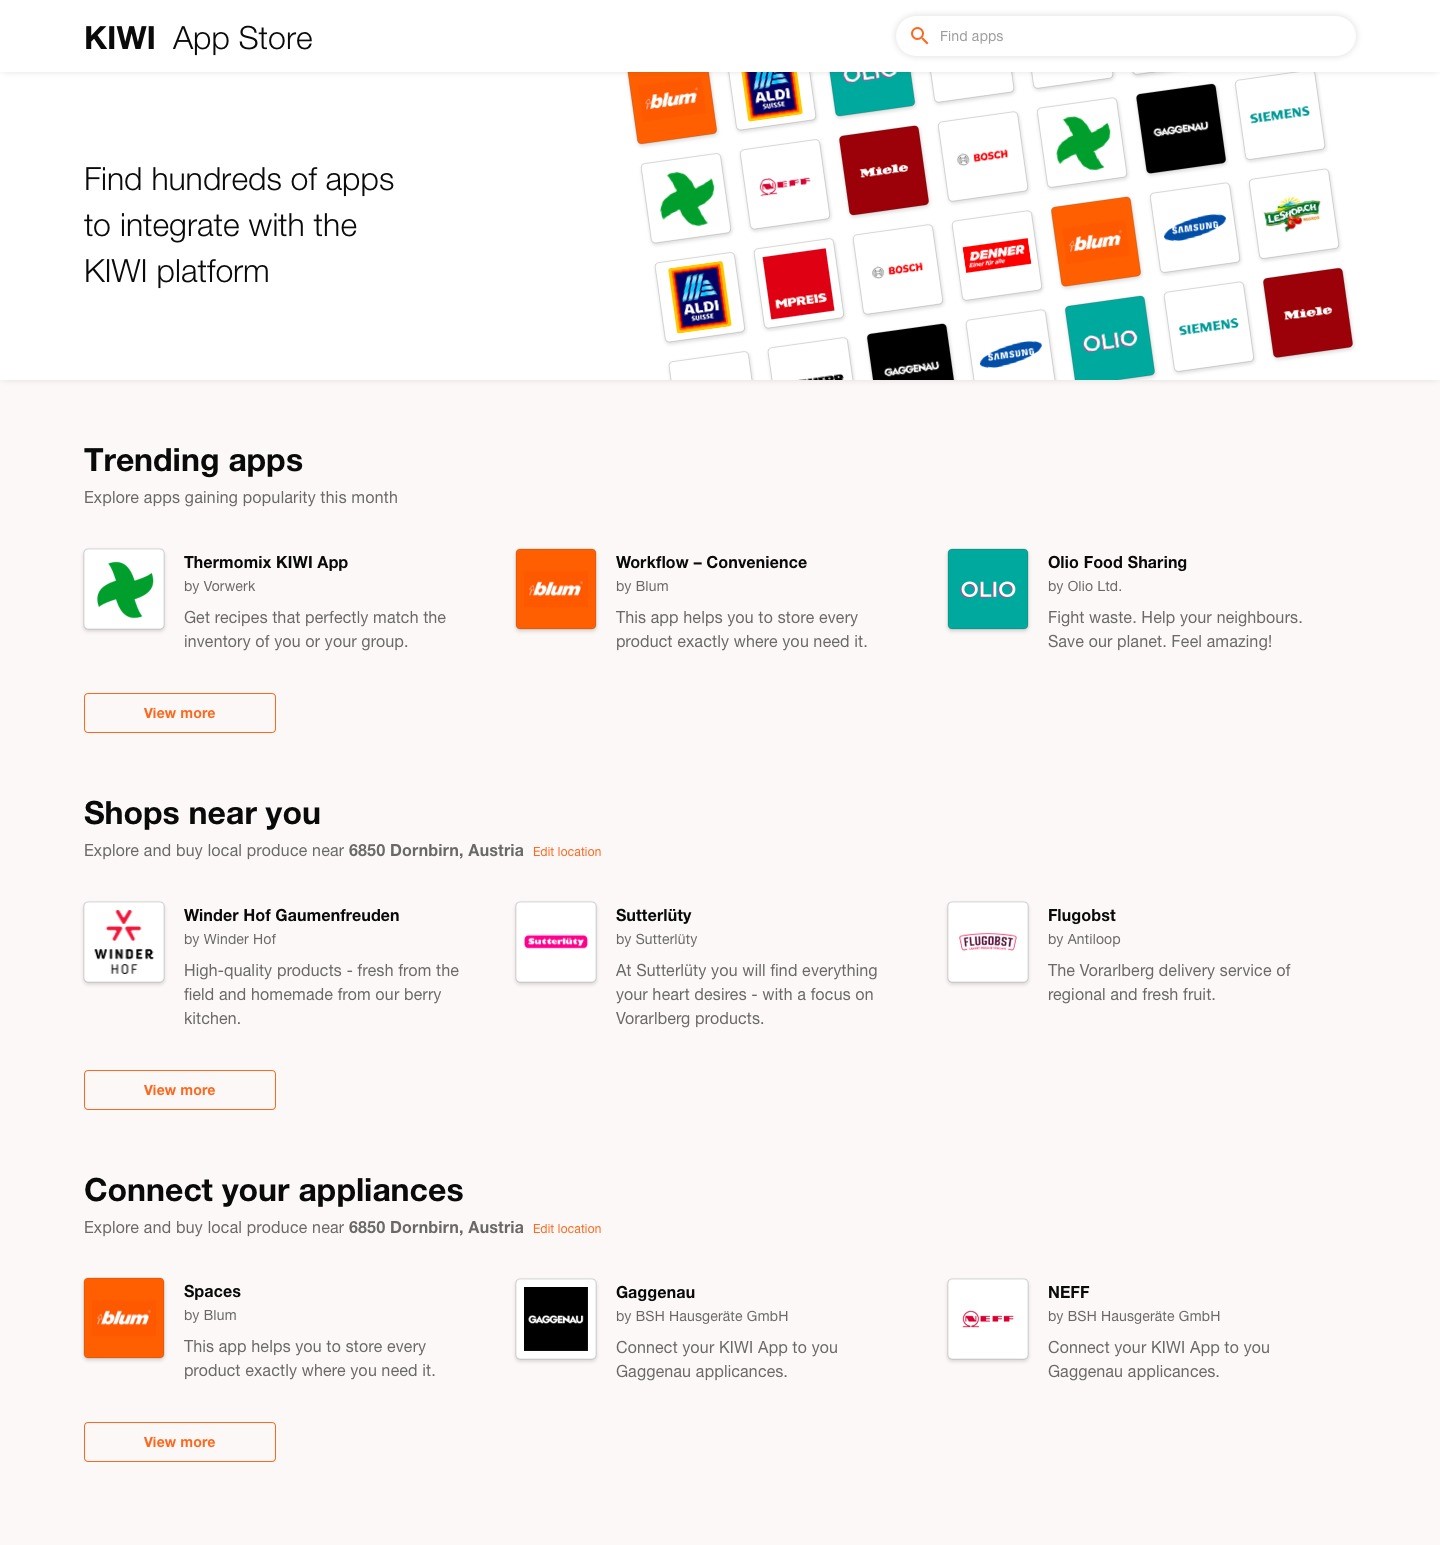 KIWI App Store
Find apps
Find hundreds of apps
to integrate with the
KIWI platform
blum
ALDI
SUISSE
OLIO
NEFF
Miele
BOSCH
GAGGENAU
SIEMENS
ALDI
SUISSE
MPREIS
BOSCH
DENNER
Einer für alle
blum
SAMSUNG
LESHOP.CH
GAGGENAU
SAMSUNG
OLIO
SIEMENS
Miele
Trending apps
Explore apps gaining popularity this month
Thermomix KIWI App
by Vorwerk
Get recipes that perfectly match the
inventory of you or your group.
blum
Workflow – Convenience
by Blum
This app helps you to store every
product exactly where you need it.
OLIO
Olio Food Sharing
by Olio Ltd.
Fight waste. Help your neighbours.
Save our planet. Feel amazing!
View more
Shops near you
Explore and buy local produce near 6850 Dornbirn, Austria Edit location
WINDER
HOF
Winder Hof Gaumenfreuden
by Winder Hof
High-quality products - fresh from the
field and homemade from our berry
kitchen.
Sutterlüty
Sutterlüty
by Sutterlüty
At Sutterlüty you will find everything
your heart desires - with a focus on
Vorarlberg products.
FLUGOBST
Flugobst
by Antiloop
The Vorarlberg delivery service of
regional and fresh fruit.
View more
Connect your appliances
Explore and buy local produce near 6850 Dornbirn, Austria Edit location
blum
Spaces
by Blum
This app helps you to store every
product exactly where you need it.
GAGGENAU
Gaggenau
by BSH Hausgeräte GmbH
Connect your KIWI App to you
Gaggenau applicances.
NEFF
NEFF
by BSH Hausgeräte GmbH
Connect your KIWI App to you
Gaggenau applicances.
View more